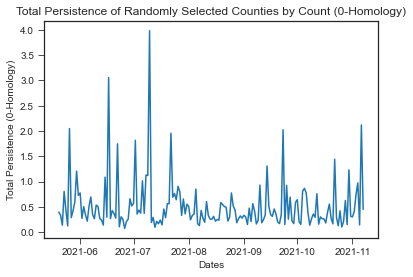 Total Persistence of Randomly Selected Counties by Count (0-Homology)
Total Persistence (0-Homology)
4.0
3.5
3.0
2.5
2.0
1.5
1.0
0.5
0.0
2021-06 2021-07 2021-08 2021-09 2021-10 2021-11
Dates